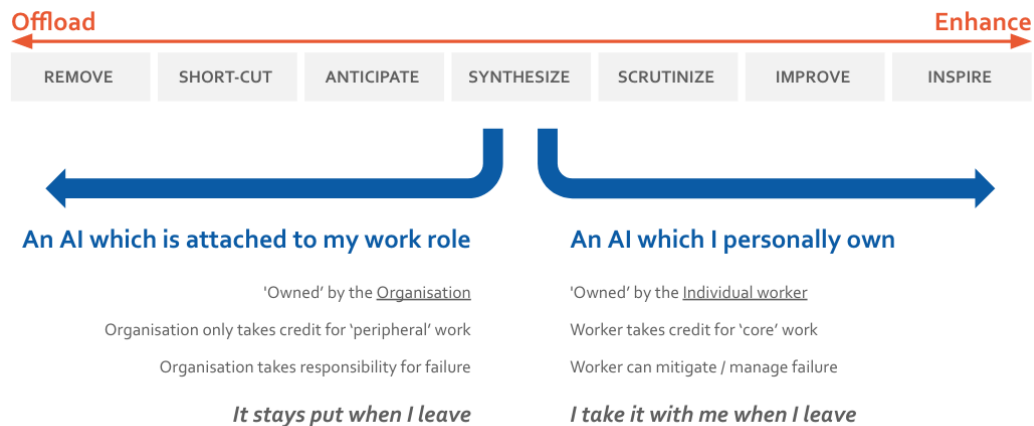 Offload
Enhance
REMOVE
SHORT-CUT
ANTICIPATE
SYNTHESIZE
SCRUTINIZE
IMPROVE
INSPIRE
An AI which is attached to my work role
'Owned’ by the Organisation
Organisation only takes credit for ‘peripheral’ work
Organisation takes responsibility for failure
It stays put when I leave
An AI which I personally own
'Owned’ by the Individual worker
Worker takes credit for ‘core’ work
Worker can mitigate / manage failure
I take it with me when I leave